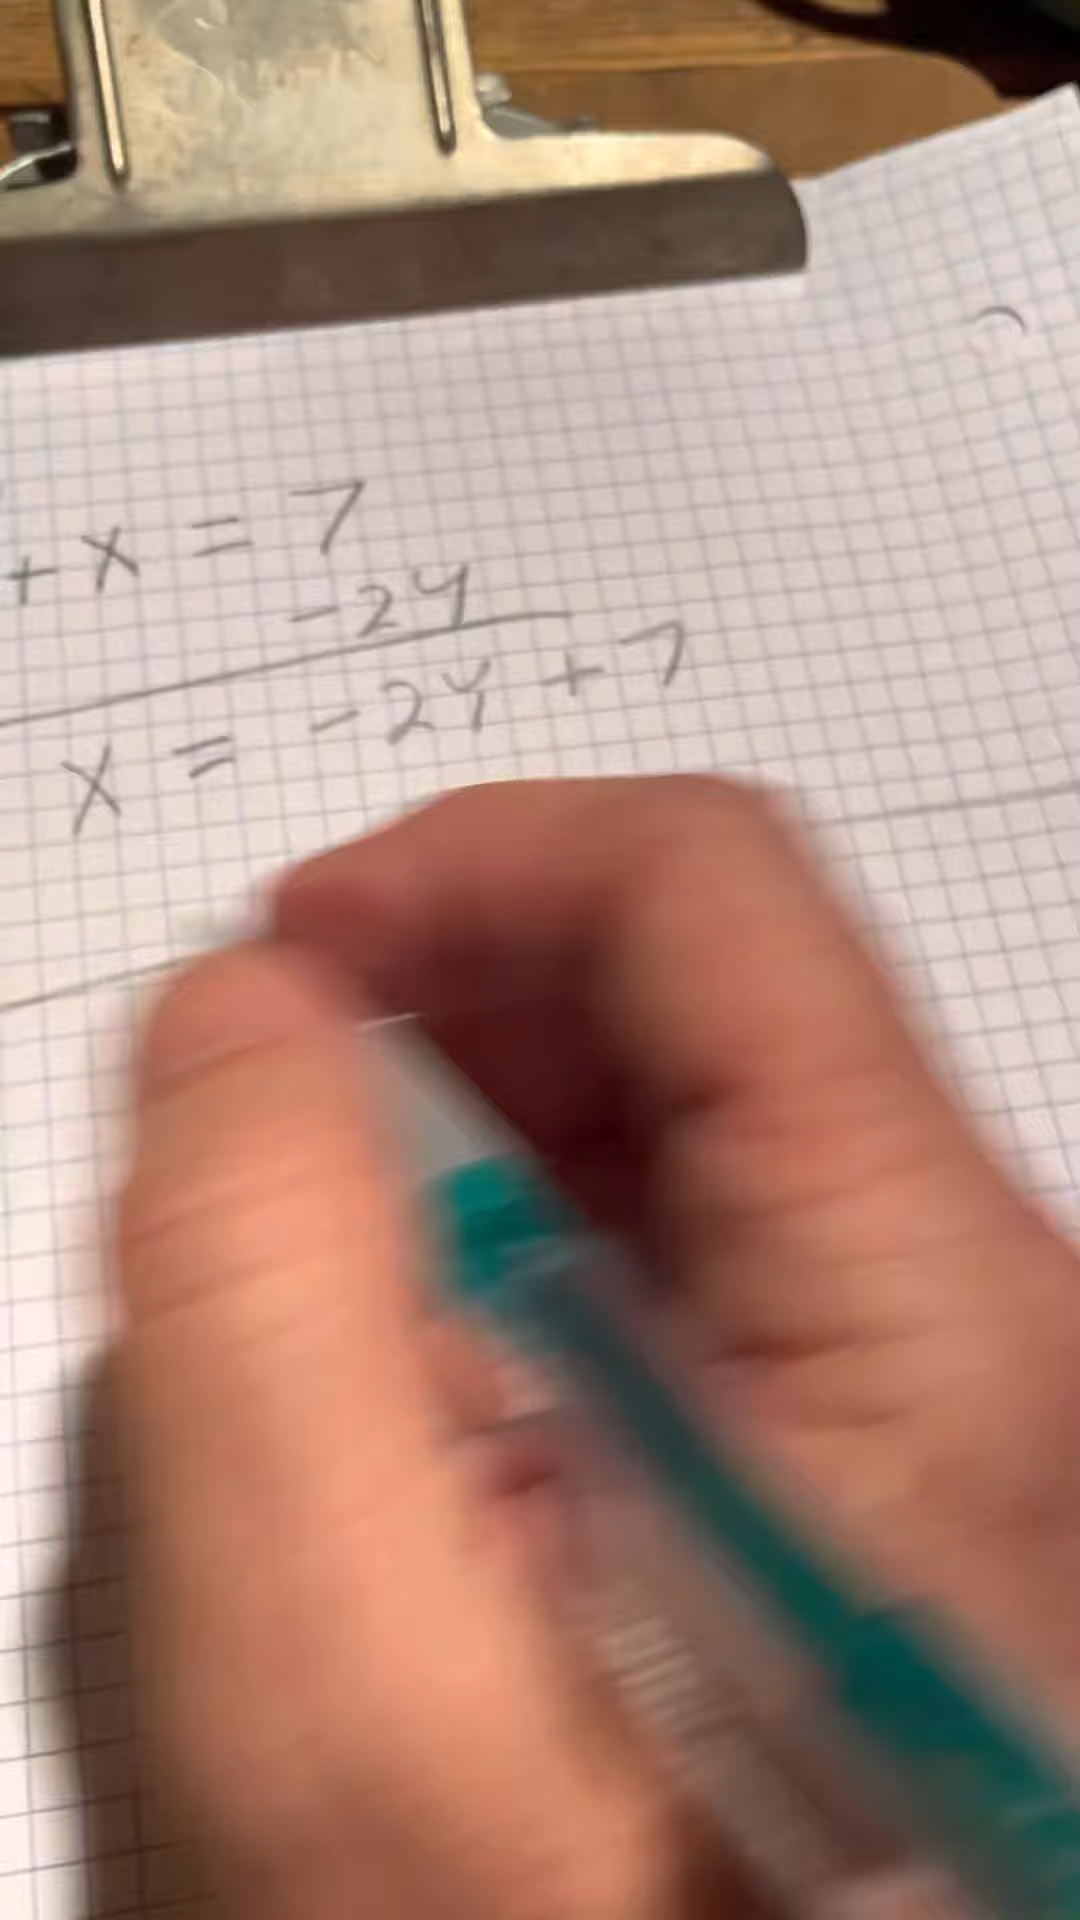 + x = 7
-2y
x = -2y + 7